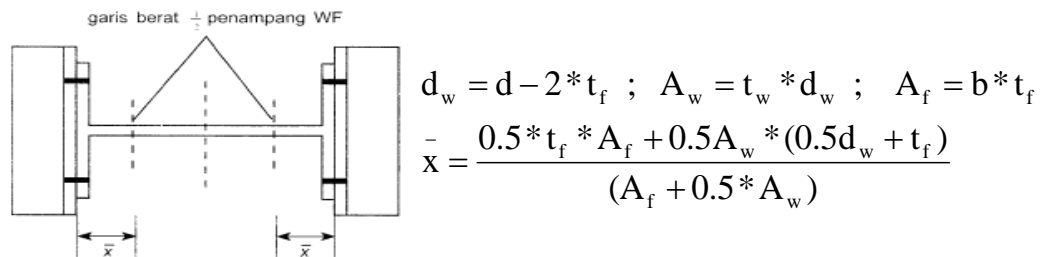 garis berat 1/2 penampang WF
d_w = d − 2 * t_f ; A_w = t_w * d_w ; A_f = b * t_f
x̄ = (0.5 * t_f * A_f + 0.5A_w * (0.5d_w + t_f)) / (A_f + 0.5 * A_w)
x̄ x̄